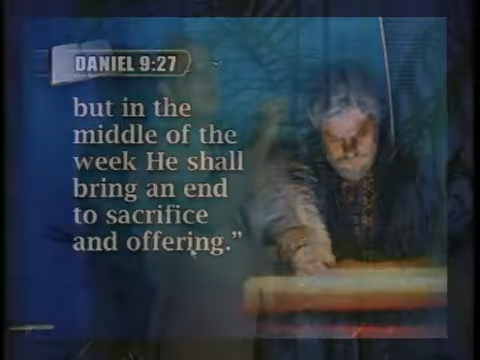 DANIEL 9:27
but in the
middle of the
week He shall
bring an end
to sacrifice
and offering.”